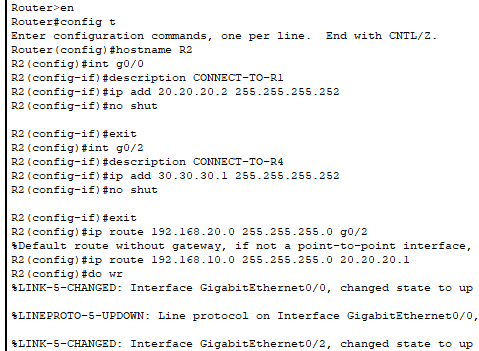 Router>en
Router#config t
Enter configuration commands, one per line. End with CNTL/Z.
Router(config)#hostname R2
R2(config)#int g0/0
R2(config-if)#description CONNECT-TO-R1
R2(config-if)#ip add 20.20.20.2 255.255.255.252
R2(config-if)#no shut
R2(config-if)#exit
R2(config)#int g0/2
R2(config-if)#description CONNECT-TO-R4
R2(config-if)#ip add 30.30.30.1 255.255.255.252
R2(config-if)#no shut
R2(config-if)#exit
R2(config)#ip route 192.168.20.0 255.255.255.0 g0/2
%Default route without gateway, if not a point-to-point interface,
R2(config)#ip route 192.168.10.0 255.255.255.0 20.20.20.1
R2(config)#do wr
%LINK-5-CHANGED: Interface GigabitEthernet0/0, changed state to up
%LINEPROTO-5-UPDOWN: Line protocol on Interface GigabitEthernet0/0,
%LINK-5-CHANGED: Interface GigabitEthernet0/2, changed state to up